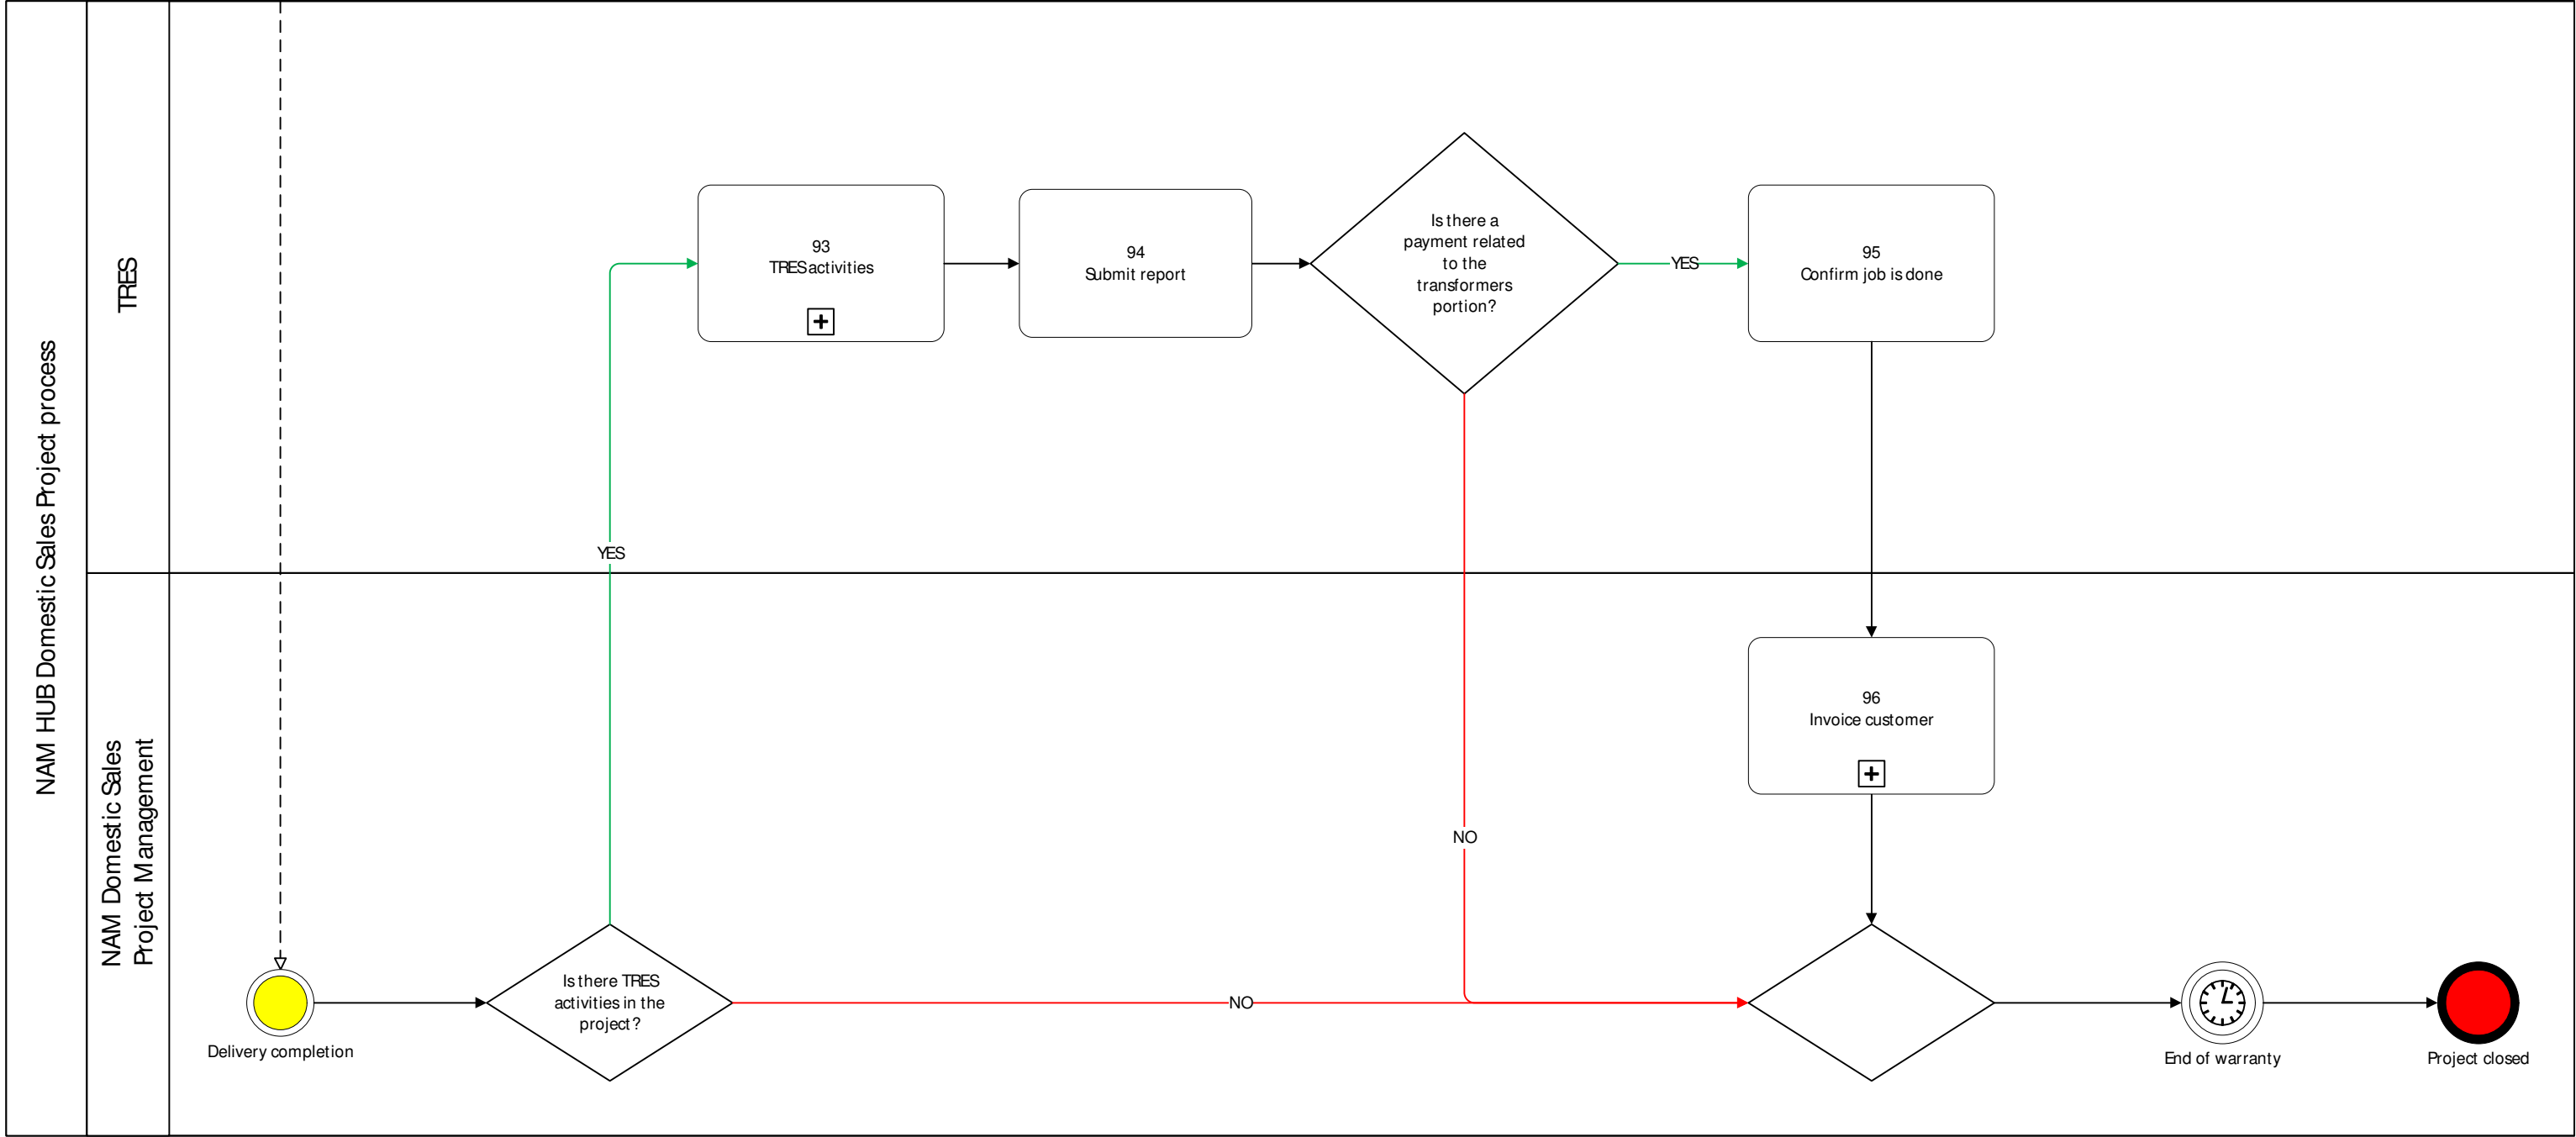 NAM HUB Domestic Sales Project process
TRES
93
TRES activities
94
Submit report
Is there a
payment related
to the
transformers
portion?
YES
95
Confirm job is done
YES
NAM Domestic Sales
Project Management
96
Invoice customer
NO
Delivery completion
Is there TRES
activities in the
project?
NO
End of warranty
Project closed